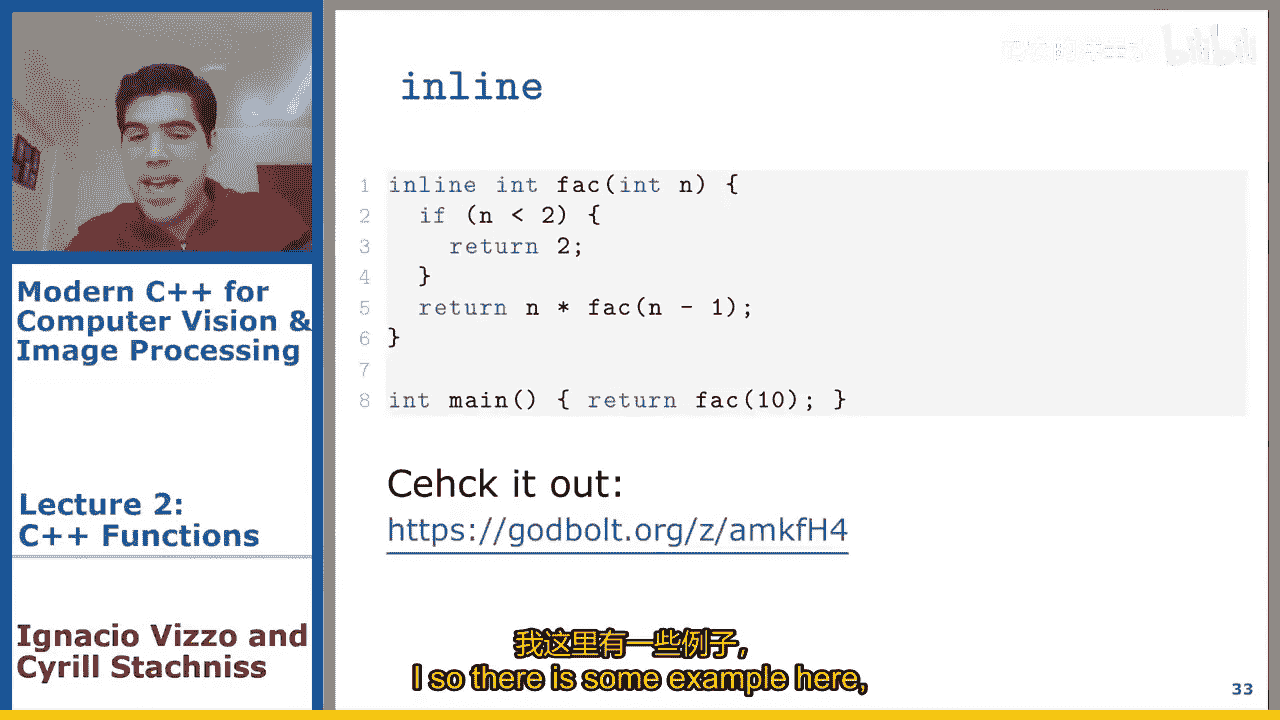 inline
1 inline int fac(int n) {
2 if (n < 2) {
3 return 2;
4 }
5 return n * fac(n - 1);
6 }
7
8 int main() { return fac(10); }
Cehck it out:
https://godbolt.org/z/amkfH4
Modern C++ for
Computer Vision &
Image Processing
Lecture 2:
C++ Functions
Ignacio Vizzo and
Cyrill Stachniss
我这里有一些例子,
I so there is some example here,
33
bilibili